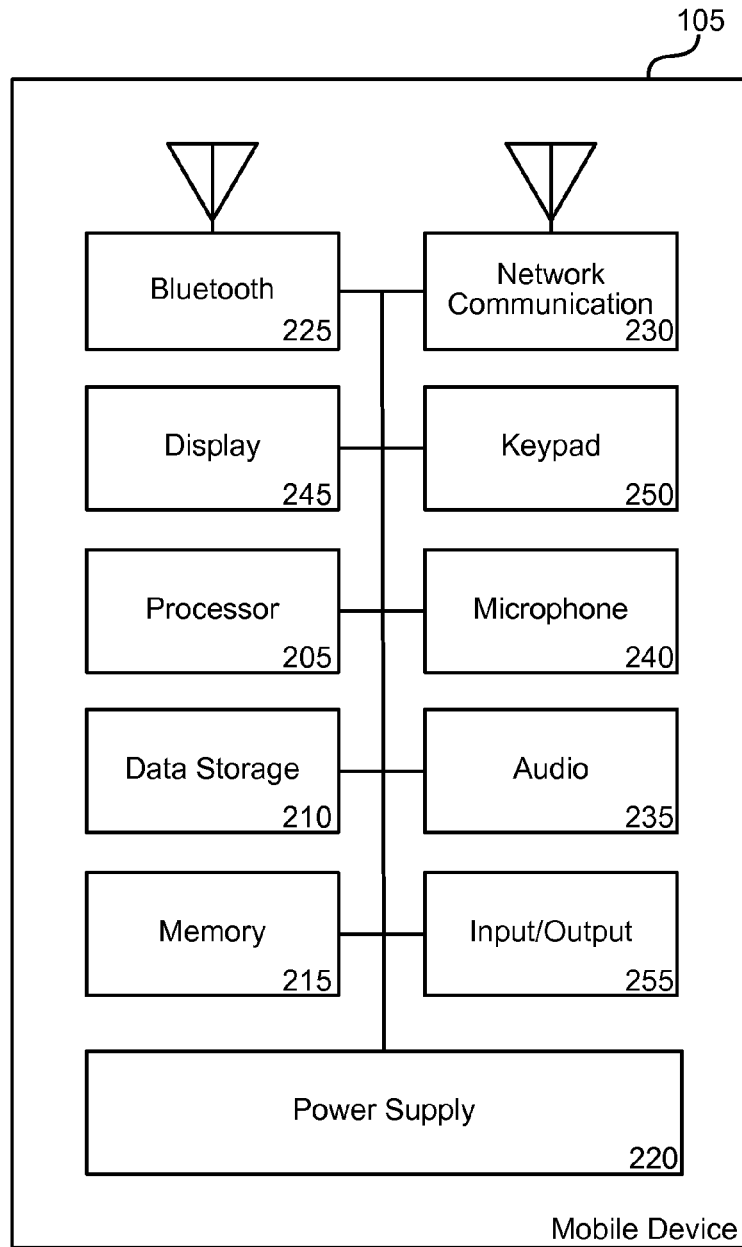 105
Bluetooth
225
Network
Communication
230
Display
245
Keypad
250
Processor
205
Microphone
240
Data Storage
210
Audio
235
Memory
215
Input/Output
255
Power Supply
220
Mobile Device